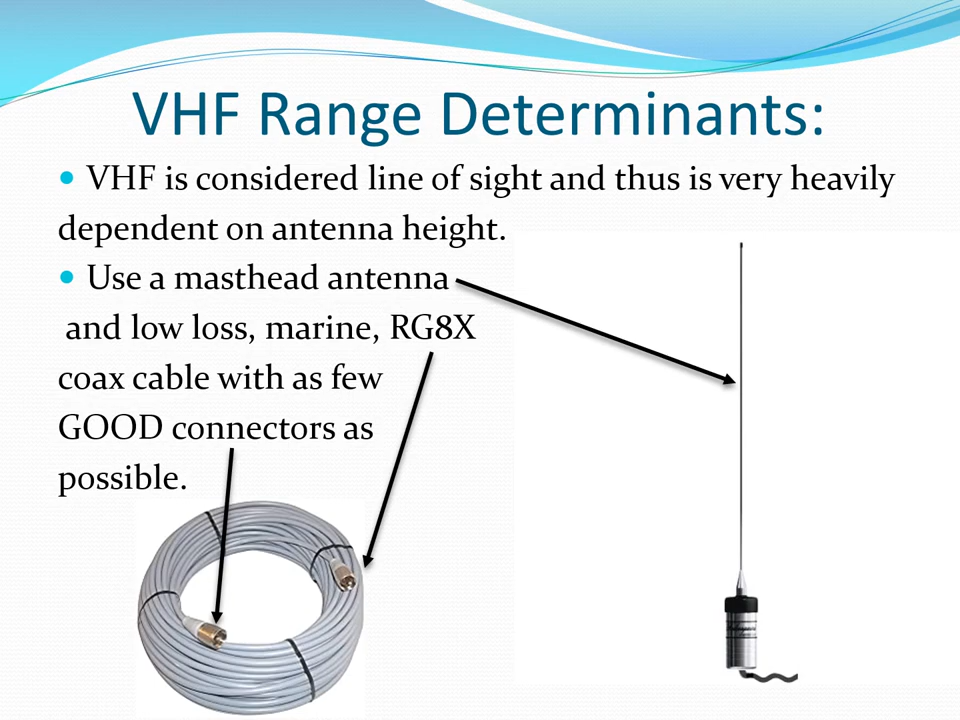 VHF Range Determinants:
• VHF is considered line of sight and thus is very heavily
dependent on antenna height.
• Use a masthead antenna
and low loss, marine, RG8X
coax cable with as few
GOOD connectors as
possible.